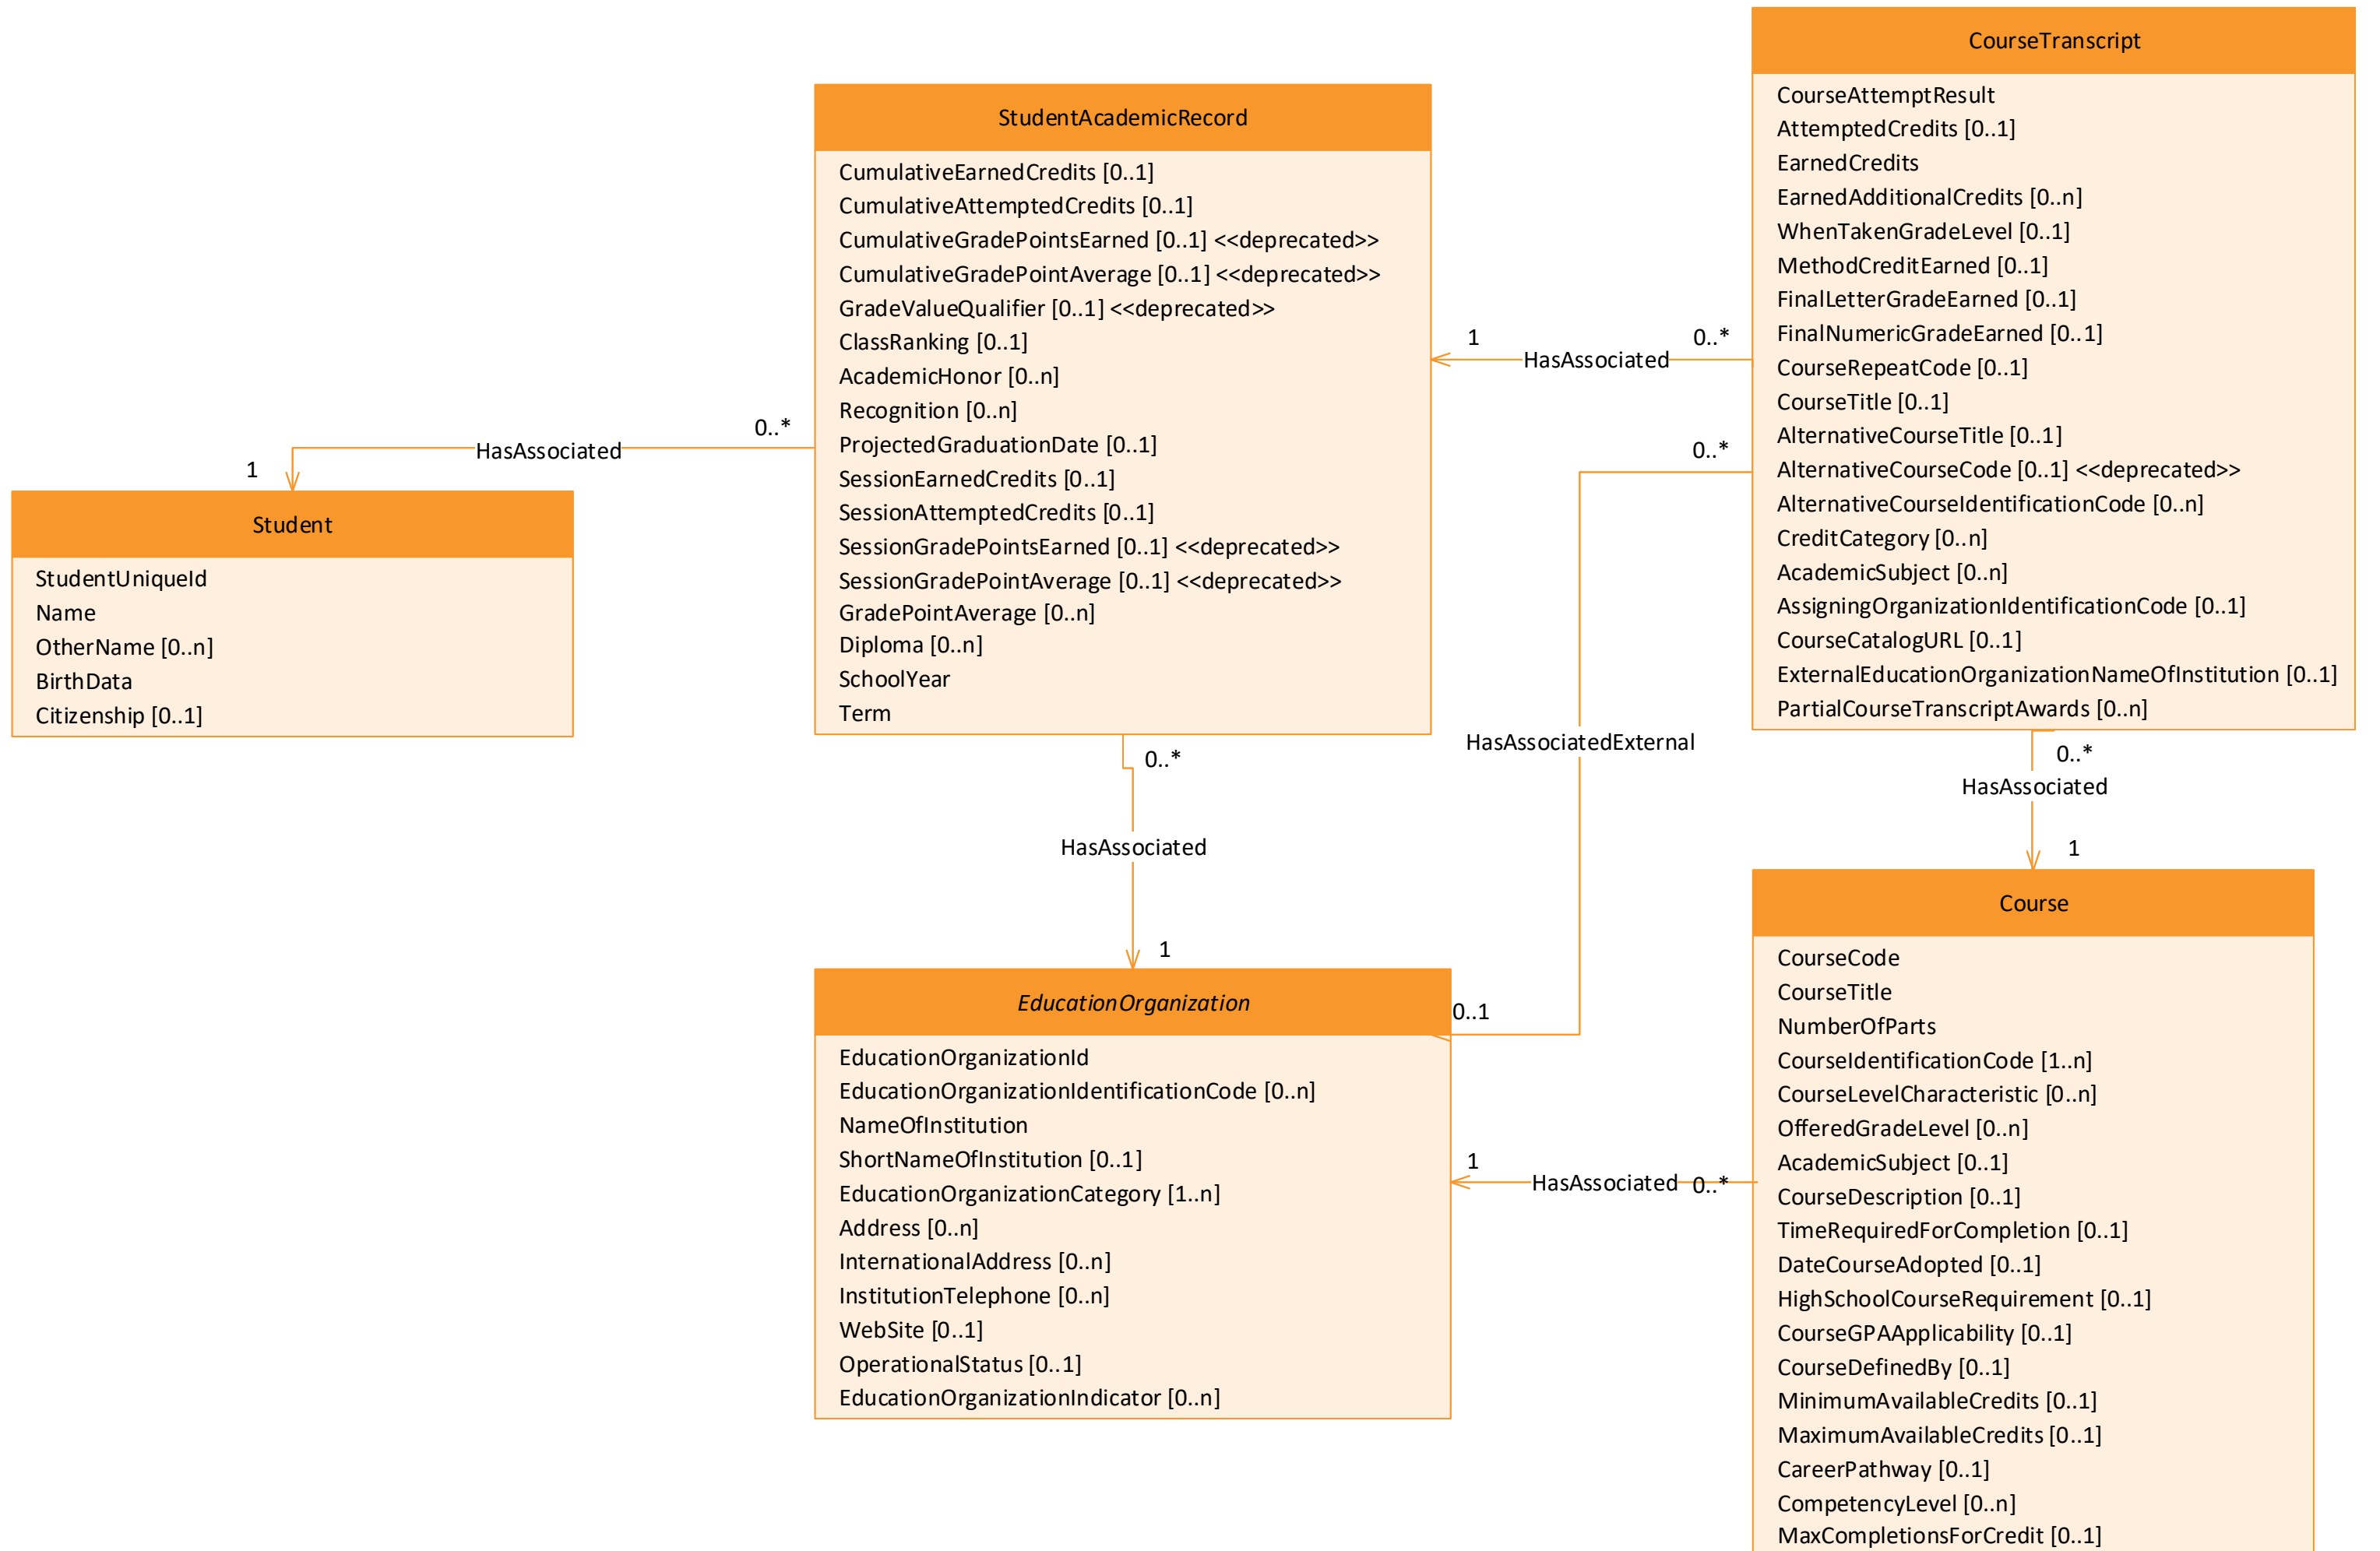 CourseTranscript
CourseAttemptResult
AttemptedCredits [0..1]
EarnedCredits
EarnedAdditionalCredits [0..n]
WhenTakenGradeLevel [0..1]
MethodCreditEarned [0..1]
FinalLetterGradeEarned [0..1]
FinalNumericGradeEarned [0..1]
CourseRepeatCode [0..1]
CourseTitle [0..1]
AlternativeCourseTitle [0..1]
AlternativeCourseCode [0..1] <<deprecated>>
AlternativeCourseIdentificationCode [0..n]
CreditCategory [0..n]
AcademicSubject [0..n]
AssigningOrganizationIdentificationCode [0..1]
CourseCatalogURL [0..1]
ExternalEducationOrganizationNameOfInstitution [0..1]
PartialCourseTranscriptAwards [0..n]
StudentAcademicRecord
CumulativeEarnedCredits [0..1]
CumulativeAttemptedCredits [0..1]
CumulativeGradePointsEarned [0..1] <<deprecated>>
CumulativeGradePointAverage [0..1] <<deprecated>>
GradeValueQualifier [0..1] <<deprecated>>
ClassRanking [0..1]
AcademicHonor [0..n]
Recognition [0..n]
ProjectedGraduationDate [0..1]
SessionEarnedCredits [0..1]
SessionAttemptedCredits [0..1]
SessionGradePointsEarned [0..1] <<deprecated>>
SessionGradePointAverage [0..1] <<deprecated>>
GradePointAverage [0..n]
Diploma [0..n]
SchoolYear
Term
1
HasAssociated
0..*
0..*
HasAssociated
1
Student
StudentUniqueId
Name
OtherName [0..n]
BirthData
Citizenship [0..1]
0..*
HasAssociatedExternal
0..1
0..*
HasAssociated
1
0..*
HasAssociated
1
EducationOrganization
EducationOrganizationId
EducationOrganizationIdentificationCode [0..n]
NameOfInstitution
ShortNameOfInstitution [0..1]
EducationOrganizationCategory [1..n]
Address [0..n]
InternationalAddress [0..n]
InstitutionTelephone [0..n]
WebSite [0..1]
OperationalStatus [0..1]
EducationOrganizationIndicator [0..n]
1
HasAssociated
0..*
Course
CourseCode
CourseTitle
NumberOfParts
CourseIdentificationCode [1..n]
CourseLevelCharacteristic [0..n]
OfferedGradeLevel [0..n]
AcademicSubject [0..1]
CourseDescription [0..1]
TimeRequiredForCompletion [0..1]
DateCourseAdopted [0..1]
HighSchoolCourseRequirement [0..1]
CourseGPAApplicability [0..1]
CourseDefinedBy [0..1]
MinimumAvailableCredits [0..1]
MaximumAvailableCredits [0..1]
CareerPathway [0..1]
CompetencyLevel [0..n]
MaxCompletionsForCredit [0..1]